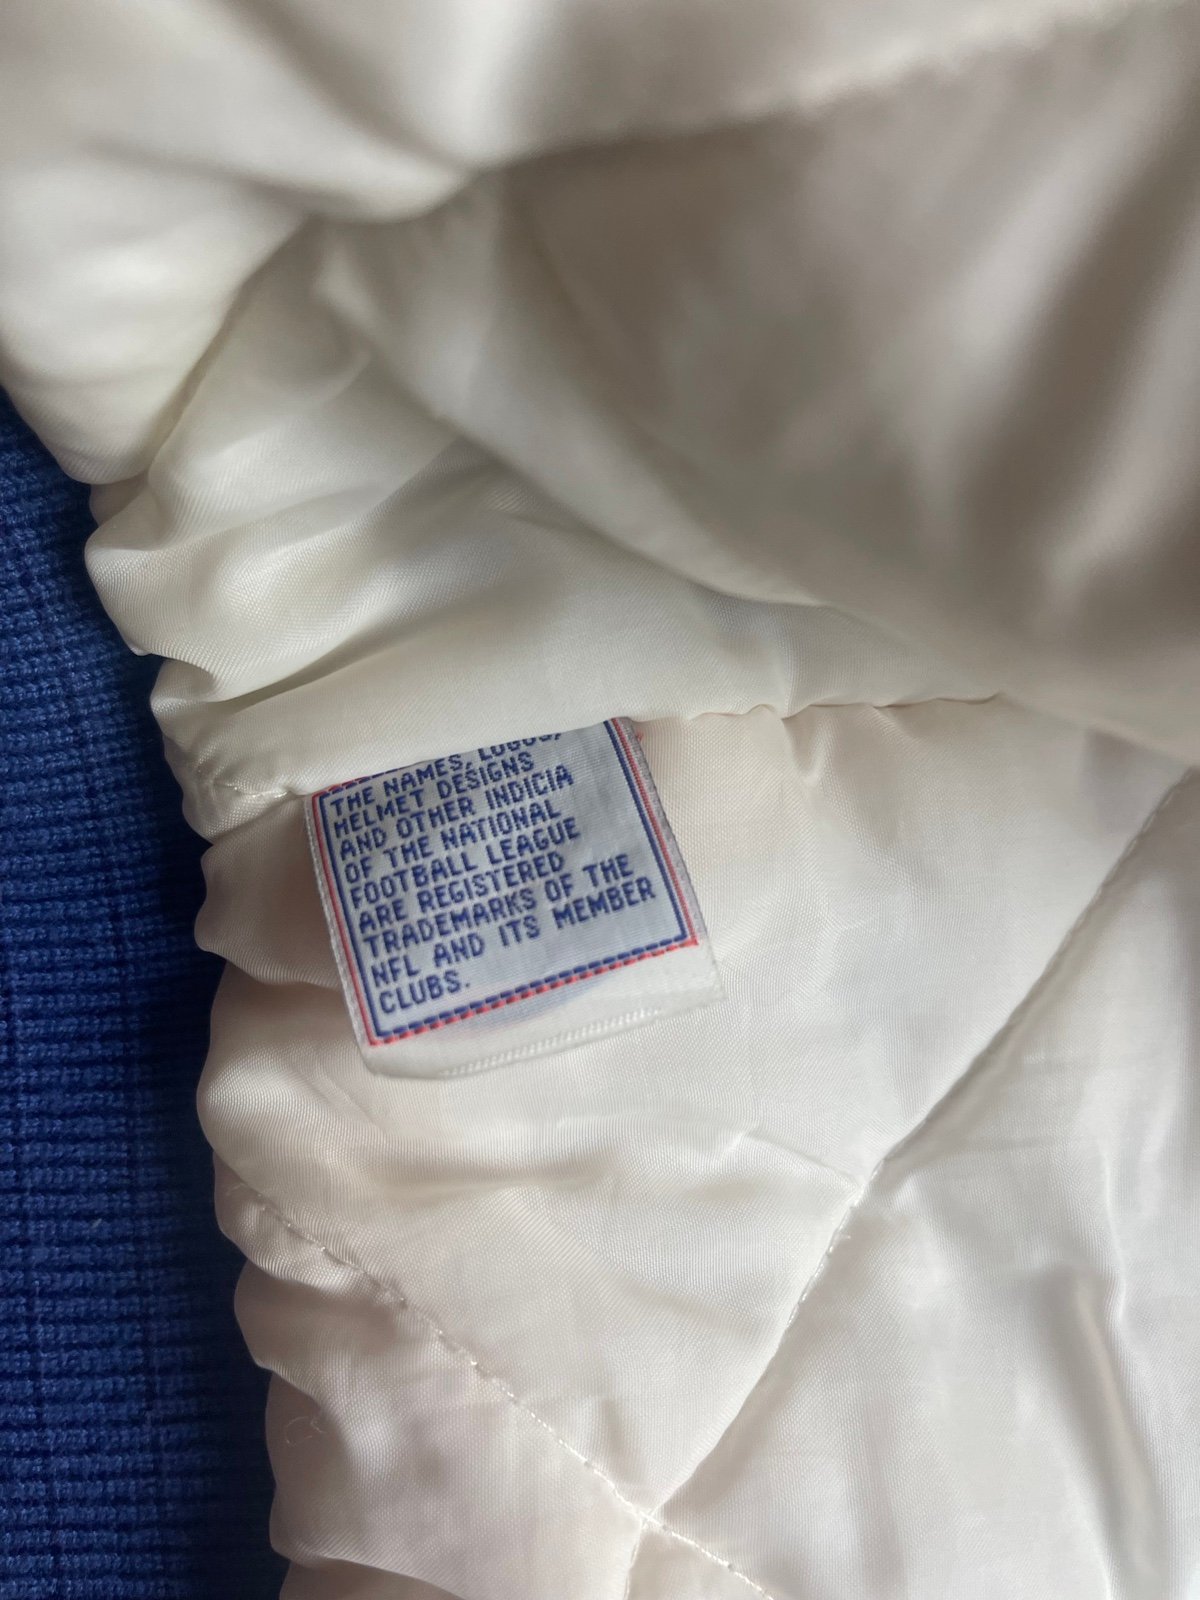 THE NAMES, LOGOS,
HELMET DESIGNS
AND OTHER INDICIA
OF THE NATIONAL
FOOTBALL LEAGUE
ARE REGISTERED
TRADEMARKS OF THE
NFL AND ITS MEMBER
CLUBS.